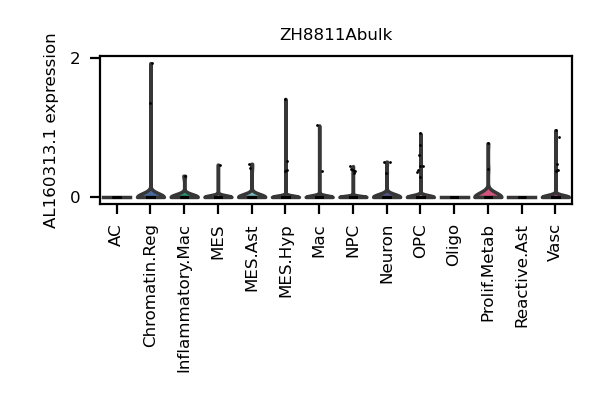 ZH8811Abulk
AL160313.1 expression
2
0
AC
Chromatin.Reg
Inflammatory.Mac
MES
MES.Ast
MES.Hyp
Mac
NPC
Neuron
OPC
Oligo
Prolif.Metab
Reactive.Ast
Vasc